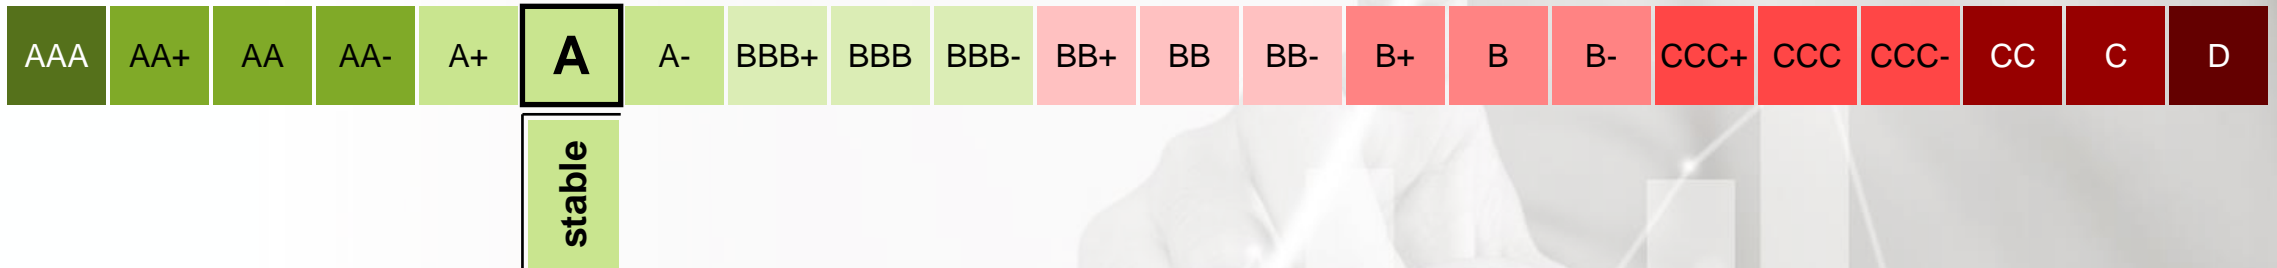 AAA AA+ AA AA- A+ A A- BBB+ BBB BBB- BB+ BB BB- B+ B B- CCC+ CCC CCC- CC C D
stable